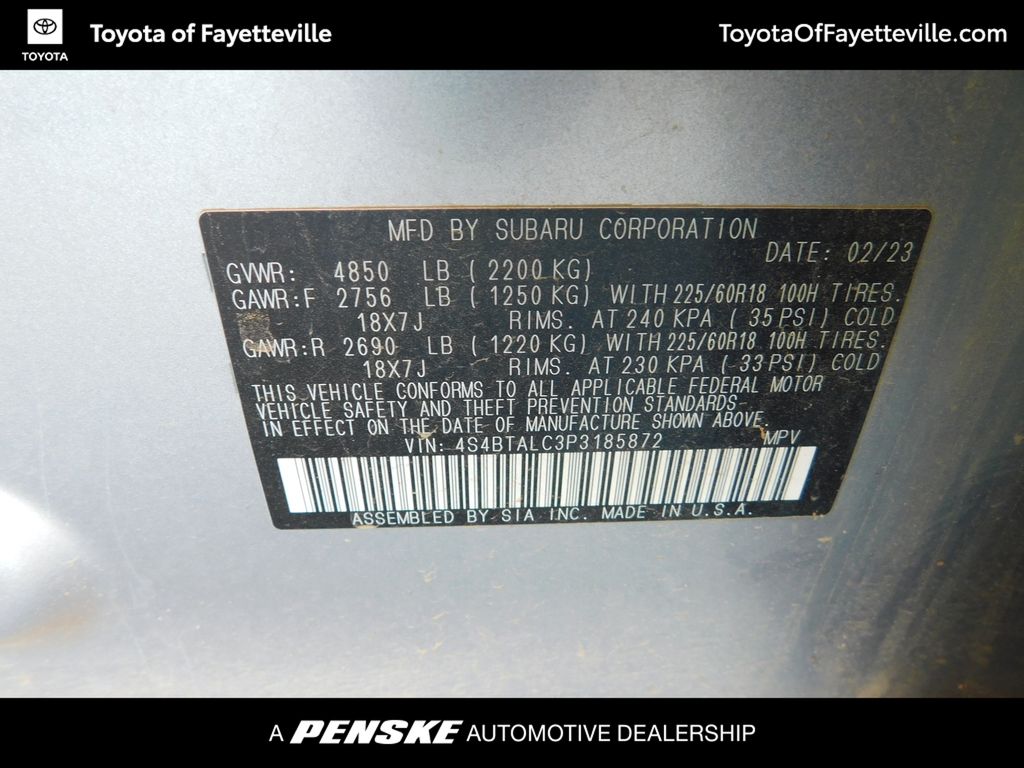 TOYOTA
Toyota of Fayetteville
ToyotaOfFayetteville.com
MFD BY SUBARU CORPORATION
DATE: 02/23
GVWR: 4850 LB ( 2200 KG)
GAWR:F 2756 LB ( 1250 KG) WITH 225/60R18 100H TIRES.
18X7J RIMS. AT 240 KPA ( 35 PSI) COLD
GAWR:R 2690 LB ( 1220 KG) WITH 225/60R18 100H TIRES.
18X7J RIMS. AT 230 KPA ( 33 PSI) COLD
THIS VEHICLE CONFORMS TO ALL APPLICABLE FEDERAL MOTOR
VEHICLE SAFETY AND THEFT PREVENTION STANDARDS
IN EFFECT ON THE DATE OF MANUFACTURE SHOWN ABOVE.
VIN: 4S4BTALC3P3185872 MPV
ASSEMBLED BY SIA INC. MADE IN U.S.A.
A PENSKE AUTOMOTIVE DEALERSHIP